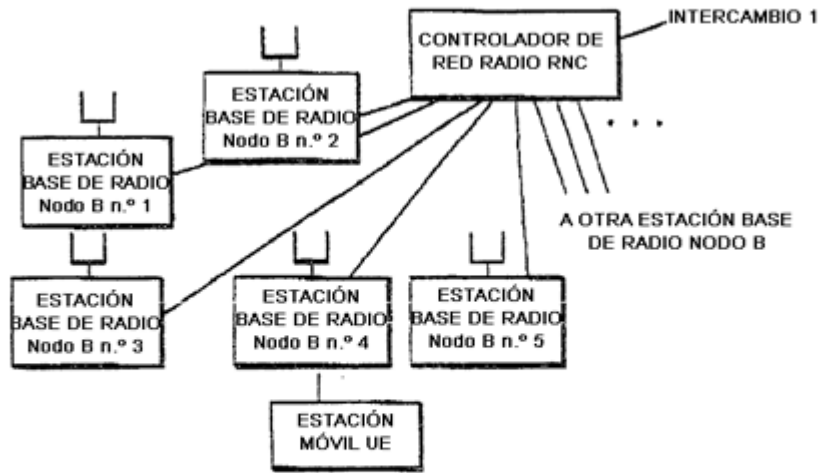 INTERCAMBIO 1
CONTROLADOR DE
RED RADIO RNC
ESTACIÓN
BASE DE RADIO
Nodo B n.º 2
ESTACIÓN
BASE DE RADIO
Nodo B n.º 1
. . .
A OTRA ESTACIÓN BASE
DE RADIO NODO B
ESTACIÓN
BASE DE RADIO
Nodo B n.º 3
ESTACIÓN
BASE DE RADIO
Nodo B n.º 4
ESTACIÓN
BASE DE RADIO
Nodo B n.º 5
ESTACIÓN
MÓVIL UE